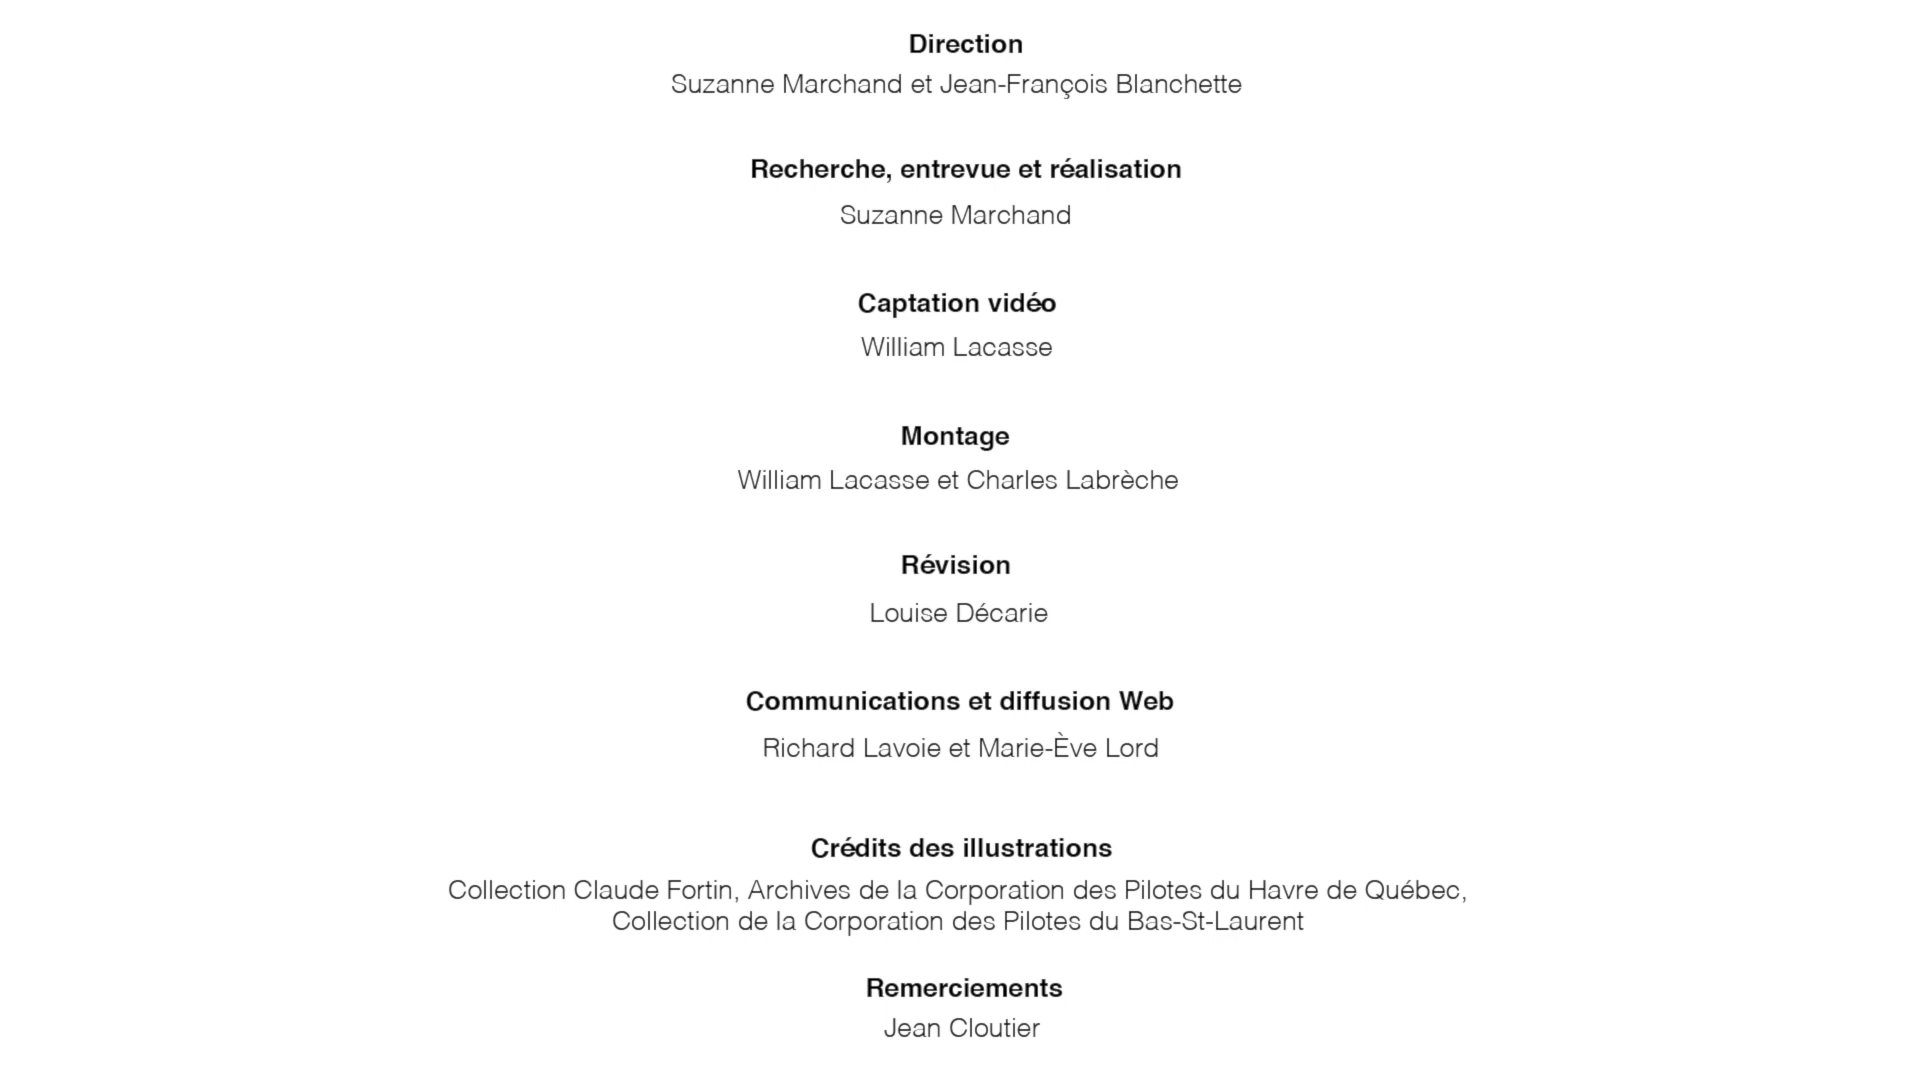 Direction
Suzanne Marchand et Jean-François Blanchette
Recherche, entrevue et réalisation
Suzanne Marchand
Captation vidéo
William Lacasse
Montage
William Lacasse et Charles Labrèche
Révision
Louise Décarie
Communications et diffusion Web
Richard Lavoie et Marie-Ève Lord
Crédits des illustrations
Collection Claude Fortin, Archives de la Corporation des Pilotes du Havre de Québec,
Collection de la Corporation des Pilotes du Bas-St-Laurent
Remerciements
Jean Cloutier